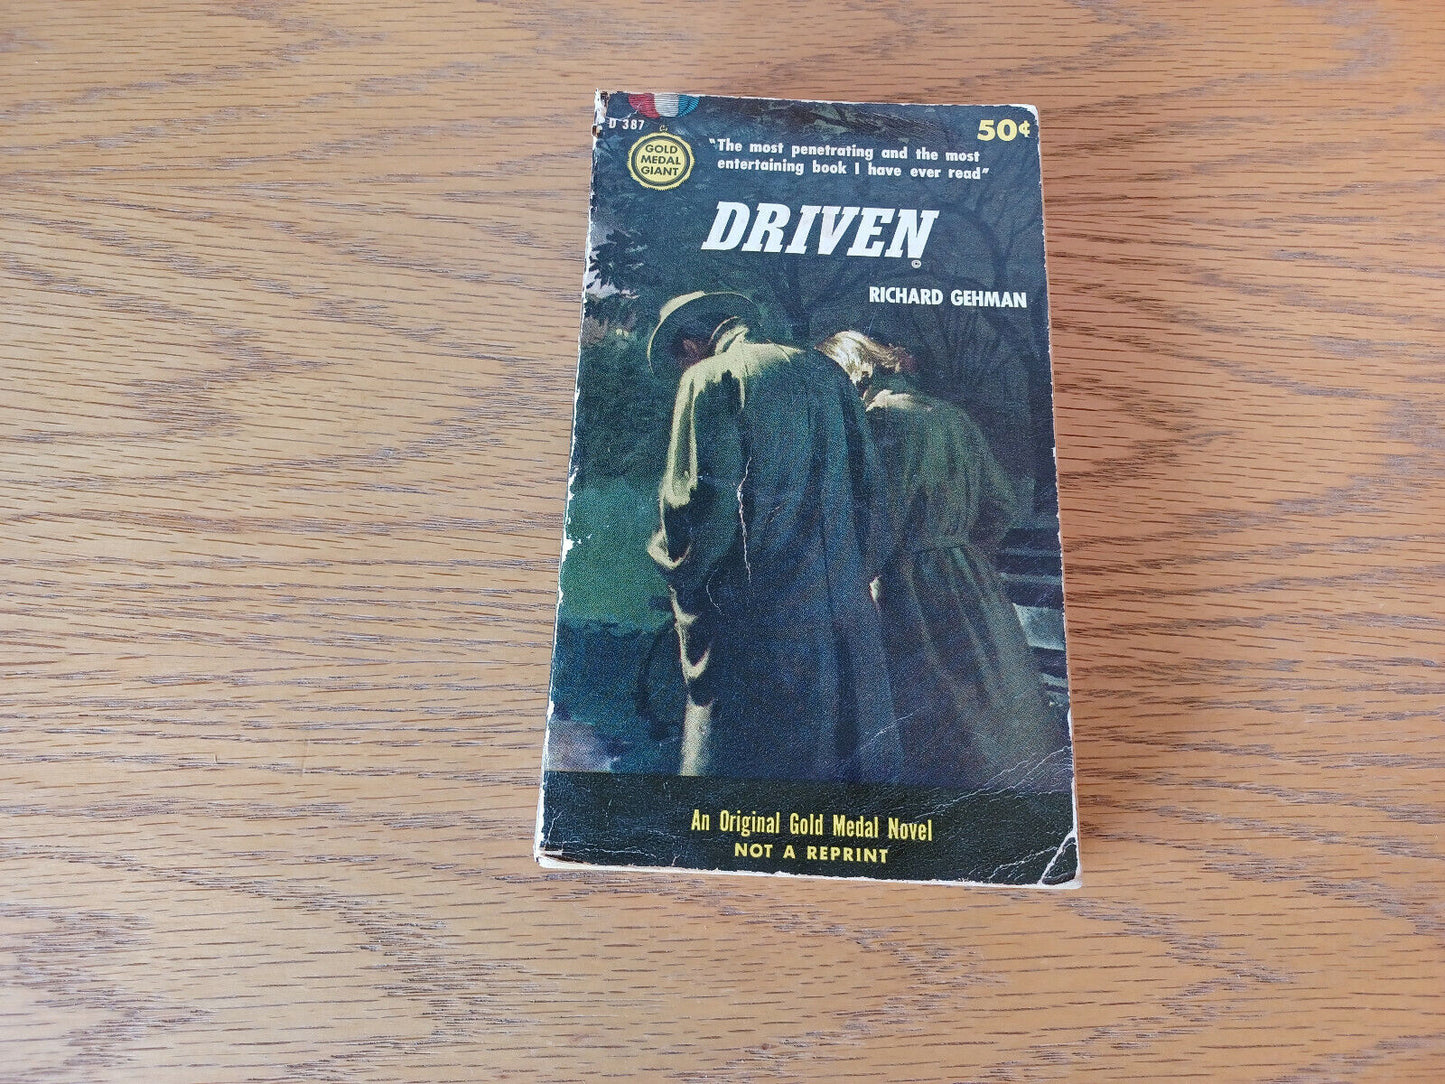 D 387
50¢
GOLD
MEDAL
GIANT
"The most penetrating and the most
entertaining book I have ever read"
DRIVEN
©
RICHARD GEHMAN
An Original Gold Medal Novel
NOT A REPRINT